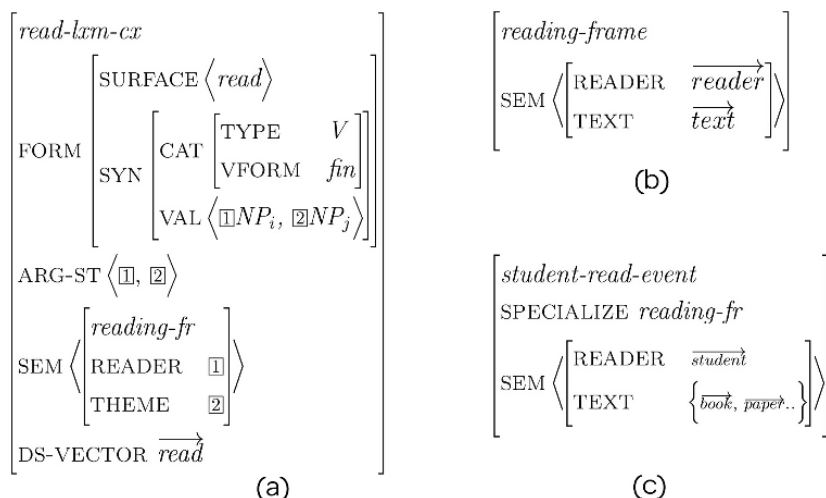 read-lxm-cx
FORM
SURFACE ⟨read⟩
SYN
CAT
TYPE V
VFORM fin
VAL ⟨1NPi, 2NPj⟩
ARG-ST ⟨1, 2⟩
SEM
reading-fr
READER 1
THEME 2
DS-VECTOR read
(a)
reading-frame
SEM
READER reader
TEXT text
(b)
student-read-event
SPECIALIZE reading-fr
SEM
READER student
TEXT {book, paper..}
(c)